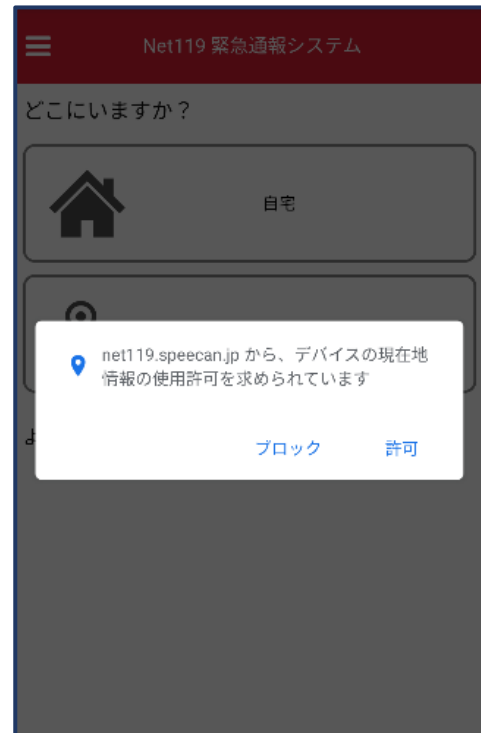 Net119 緊急通報システム
どこにいますか？
自宅
net119.speecan.jp から、デバイスの現在地
情報の使用許可を求められています
よ
ブロック 許可